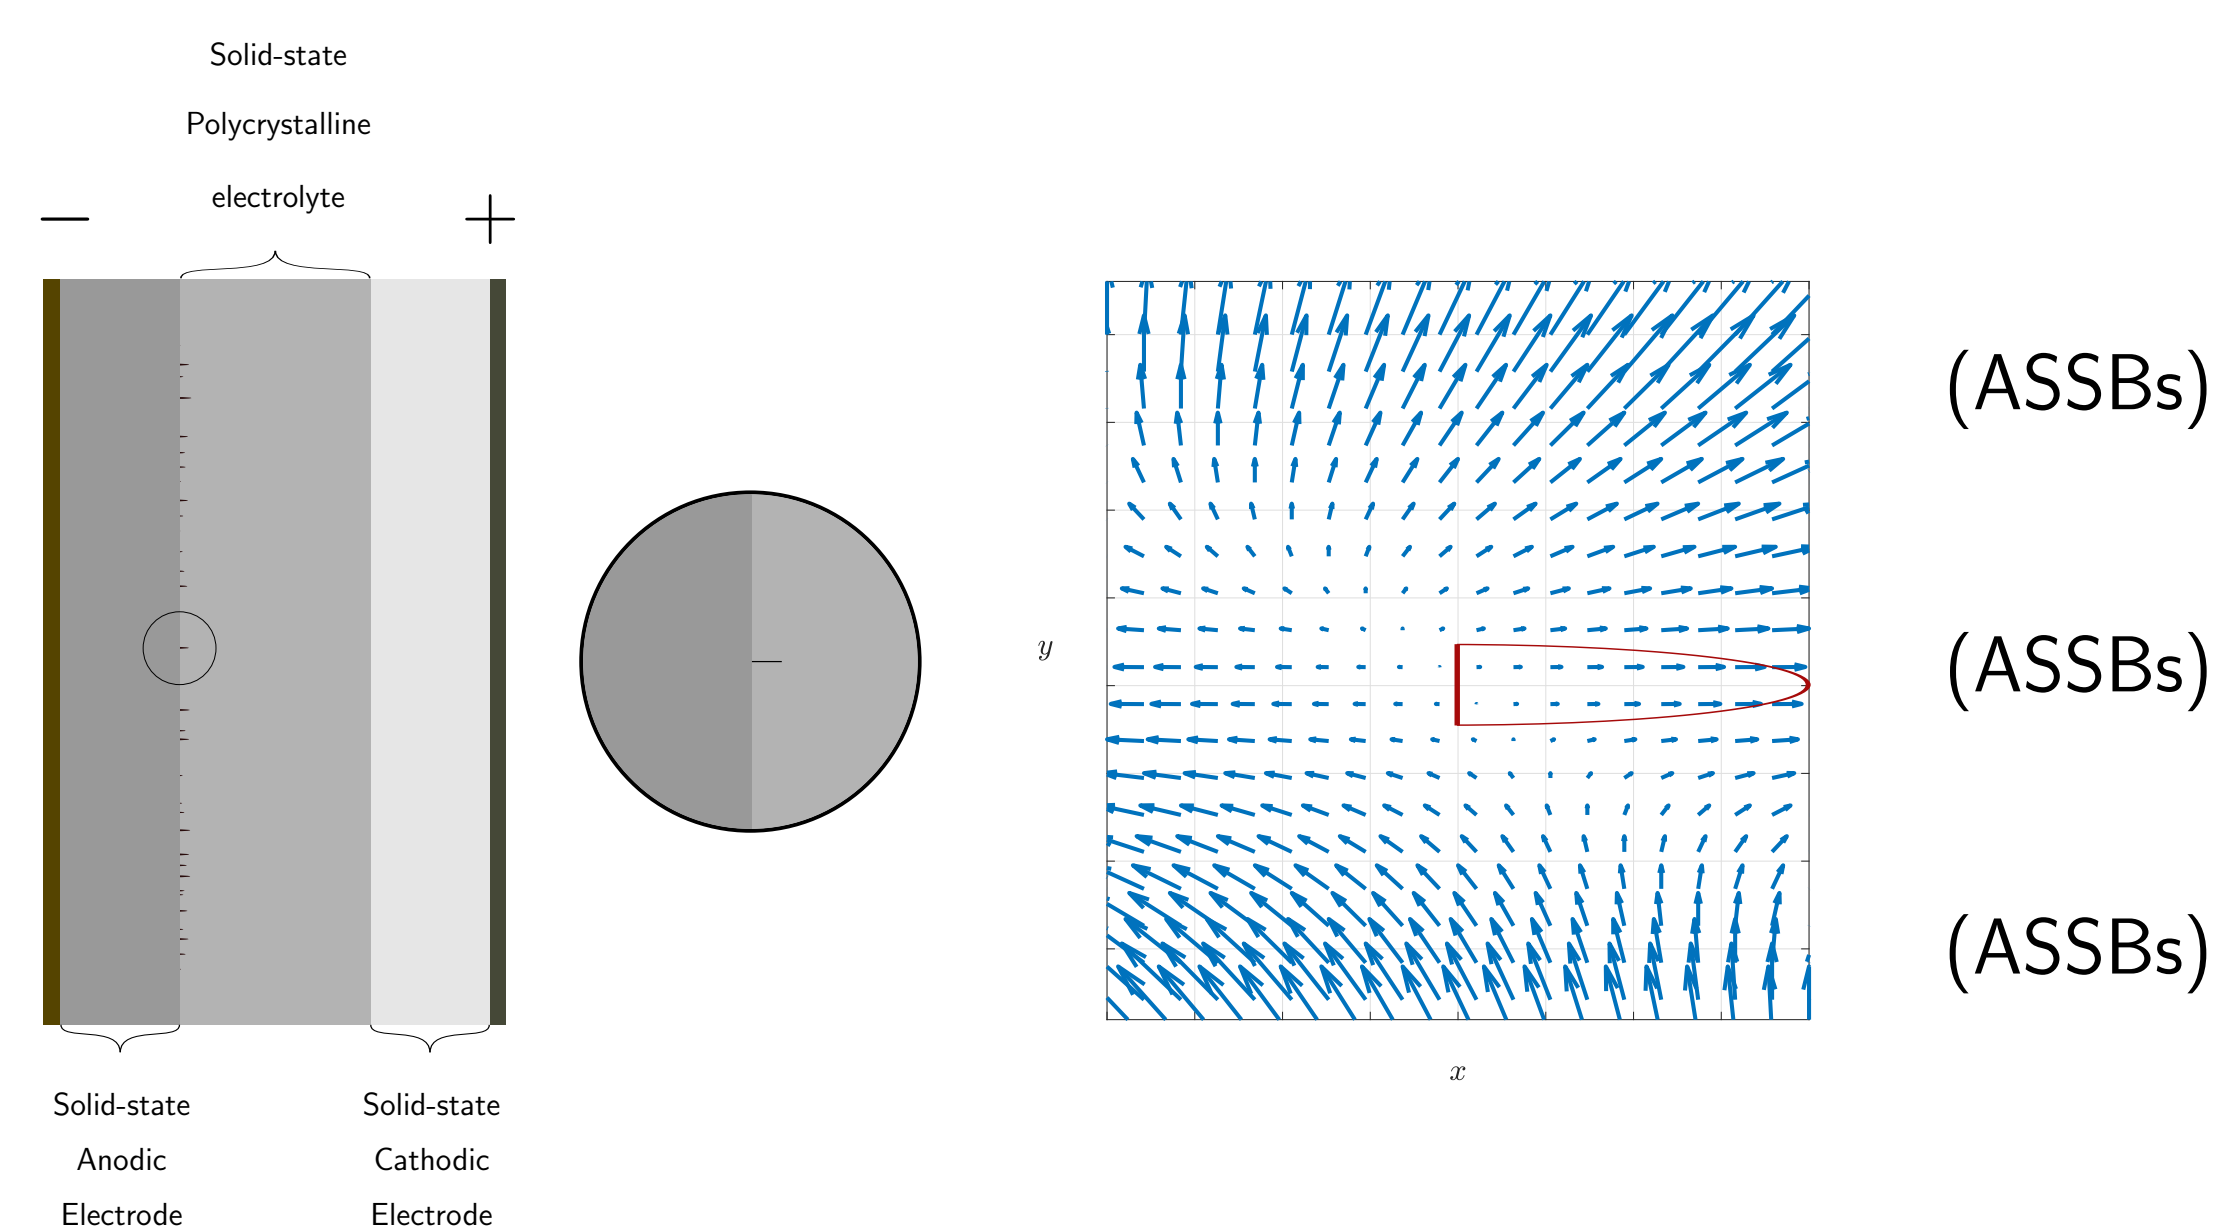 Solid-state
Polycrystalline
electrolyte
− +
Solid-state
Anodic
Electrode
Solid-state
Cathodic
Electrode
y
x
(ASSBs)
(ASSBs)
(ASSBs)